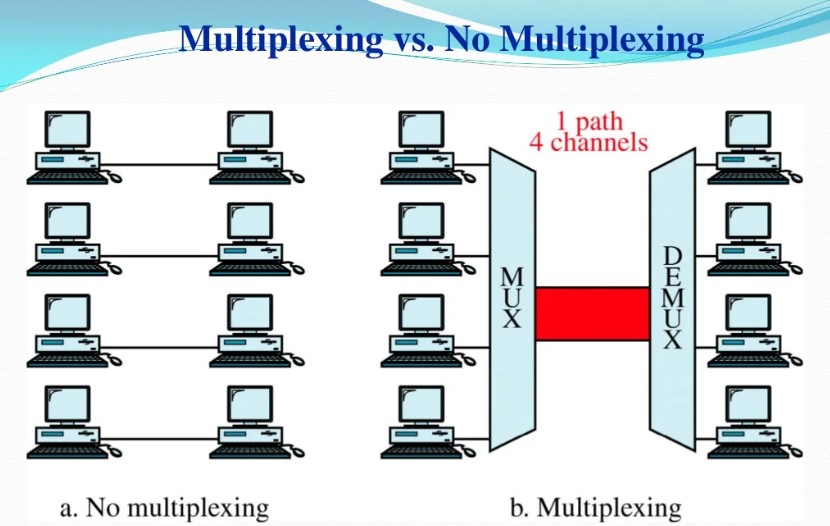 Multiplexing vs. No Multiplexing
1 path
4 channels
MUX
DEMUX
a. No multiplexing
b. Multiplexing